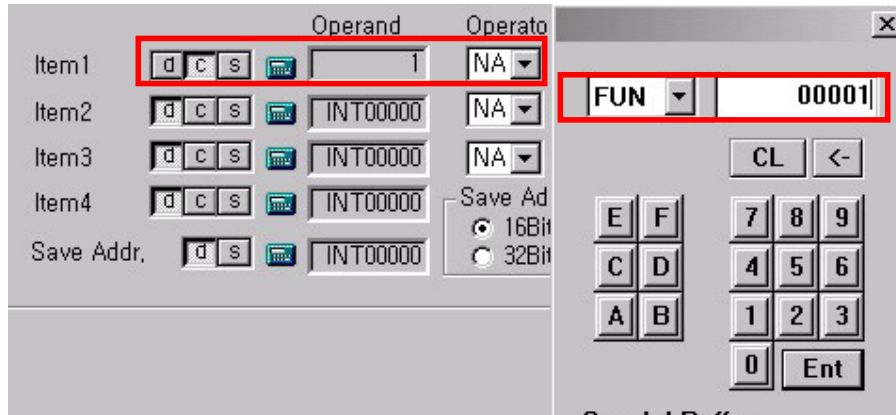 Operand Operato
Item1 d c s 1 NA
Item2 d c s INT00000 NA
Item3 d c s INT00000 NA
Item4 d c s INT00000
Save Ad
16Bit
32Bit
Save Addr, d s INT00000
FUN 00001
CL <-
E F 7 8 9
C D 4 5 6
A B 1 2 3
0 Ent